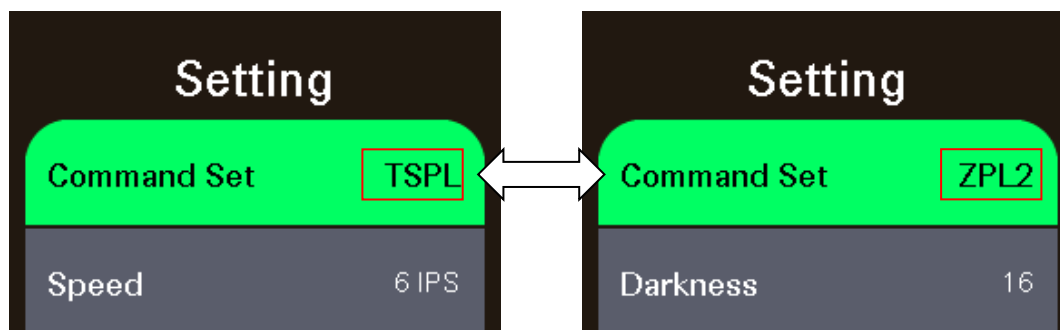 Setting
Command Set TSPL
Speed 6 IPS
Setting
Command Set ZPL2
Darkness 16